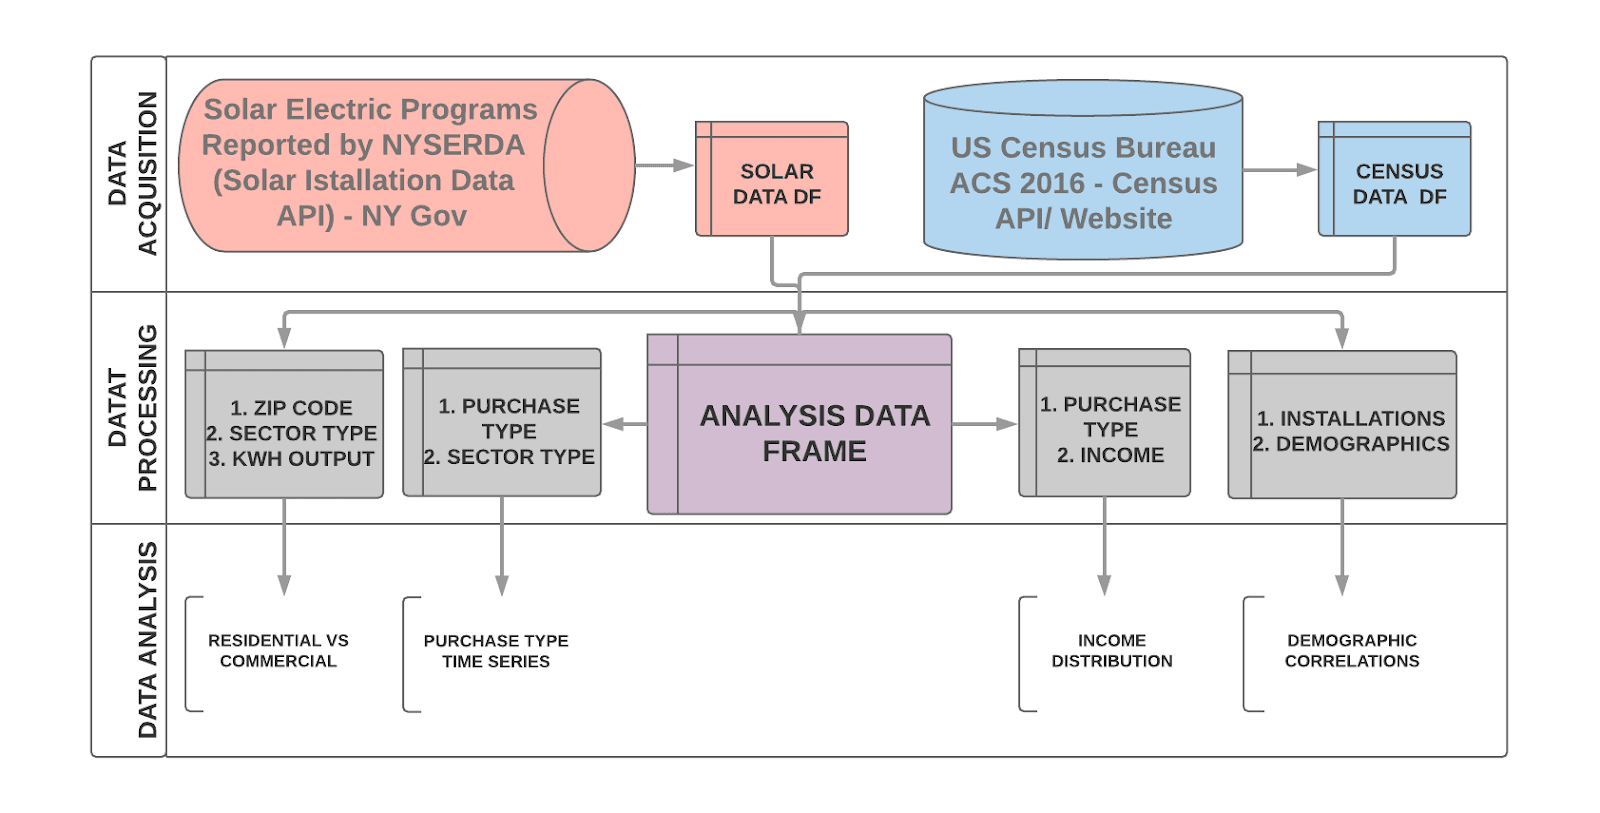 DATA
ACQUISITION
Solar Electric Programs
Reported by NYSERDA
(Solar Istallation Data
API) - NY Gov
SOLAR
DATA DF
US Census Bureau
ACS 2016 - Census
API/ Website
CENSUS
DATA DF
DATAT
PROCESSING
1. ZIP CODE
2. SECTOR TYPE
3. KWH OUTPUT
1. PURCHASE
TYPE
2. SECTOR TYPE
ANALYSIS DATA
FRAME
1. PURCHASE
TYPE
2. INCOME
1. INSTALLATIONS
2. DEMOGRAPHICS
DATA ANALYSIS
RESIDENTIAL VS
COMMERCIAL
PURCHASE TYPE
TIME SERIES
INCOME
DISTRIBUTION
DEMOGRAPHIC
CORRELATIONS